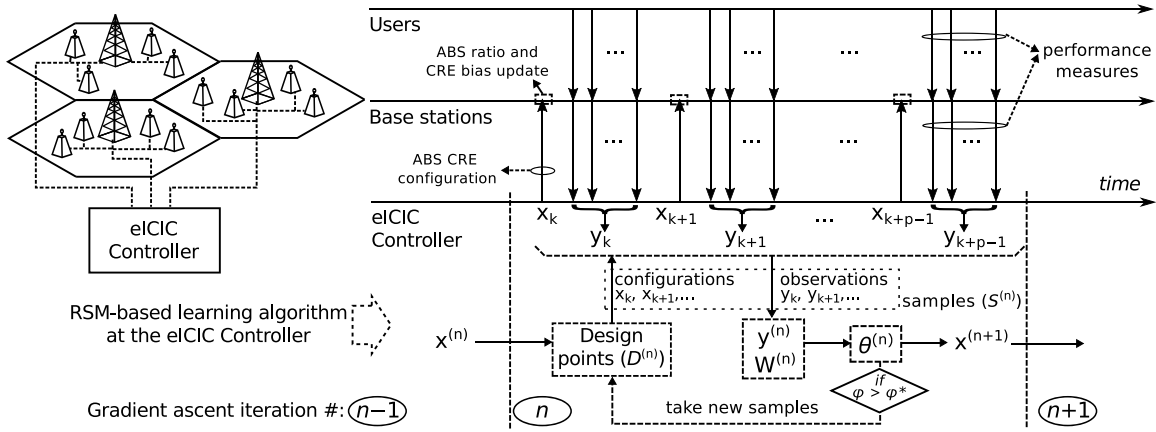 Users
ABS ratio and
CRE bias update
...
...
...
...
performance
measures
Base stations
...
...
...
...
ABS CRE
configuration
time
eICIC
Controller
eICIC
Controller
x_k
x_{k+1}
...
x_{k+p−1}
y_k
y_{k+1}
y_{k+p−1}
configurations
x_k, x_{k+1},...
observations
y_k, y_{k+1},...
samples (S^{(n)})
RSM-based learning algorithm
at the eICIC Controller
x^{(n)}
Design
points (D^{(n)})
y^{(n)}
W^{(n)}
θ^{(n)}
x^{(n+1)}
if
φ > φ*
take new samples
Gradient ascent iteration #: n−1
n
n+1